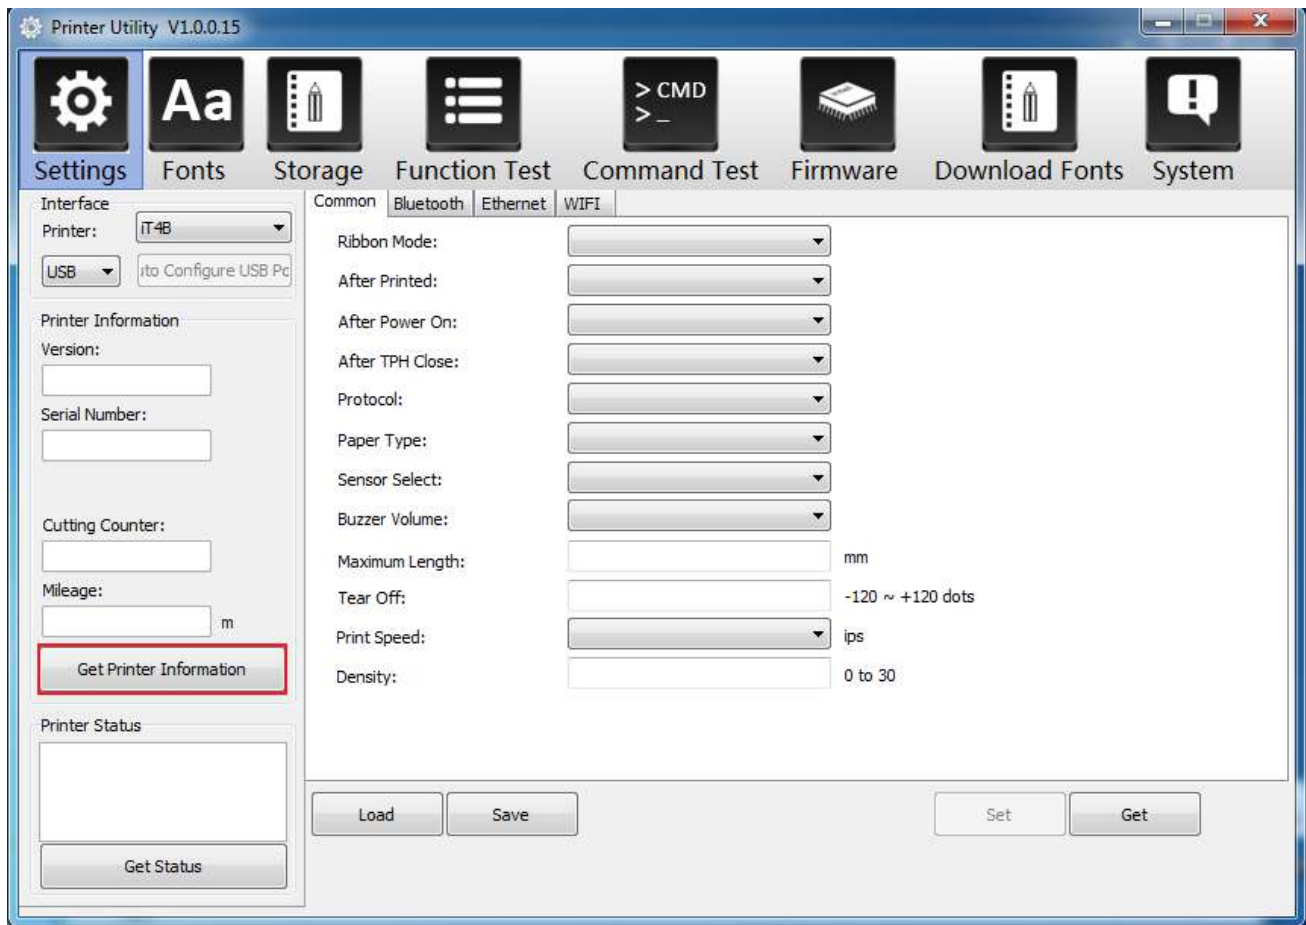 Printer Utility V1.0.0.15
Aa
> CMD
> _
Settings Fonts Storage Function Test Command Test Firmware Download Fonts System
Interface
Printer: iT4B
USB ito Configure USB Pc
Printer Information
Version:
Serial Number:
Cutting Counter:
Mileage:
m
Get Printer Information
Printer Status
Get Status
Common Bluetooth Ethernet WIFI
Ribbon Mode:
After Printed:
After Power On:
After TPH Close:
Protocol:
Paper Type:
Sensor Select:
Buzzer Volume:
Maximum Length: mm
Tear Off: -120 ~ +120 dots
Print Speed: ips
Density: 0 to 30
Load Save Set Get